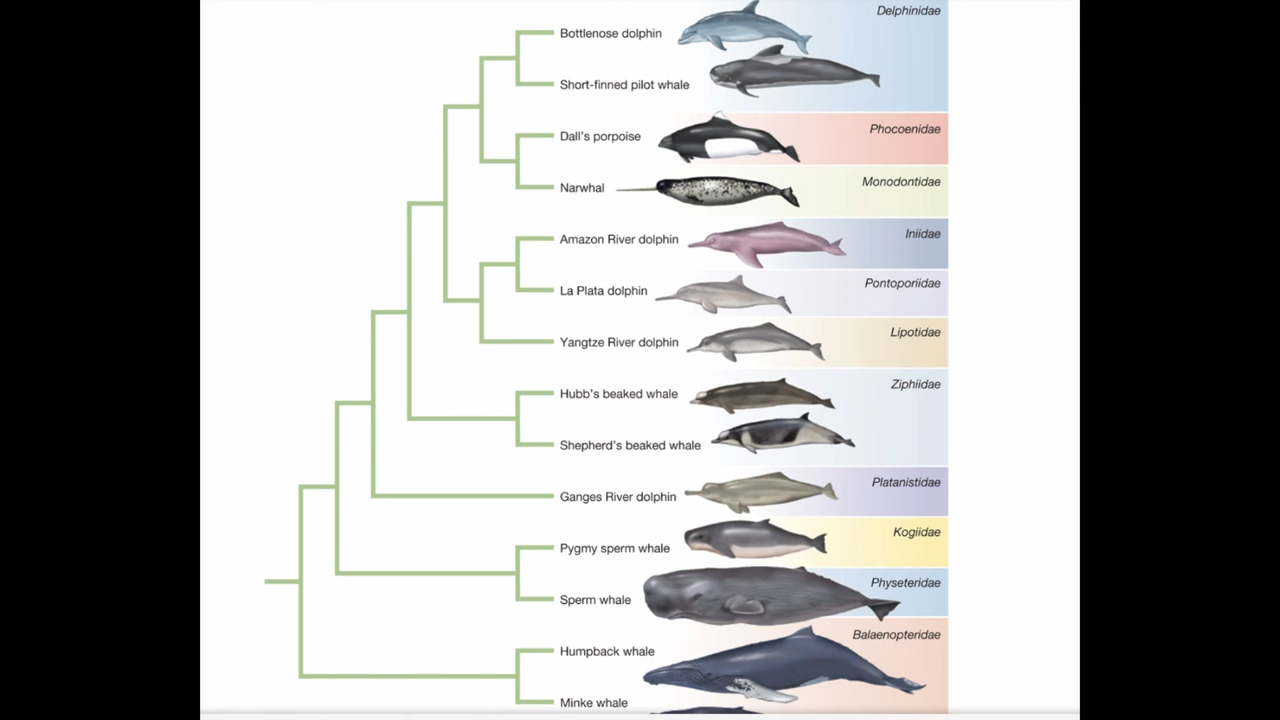 Delphinidae
Bottlenose dolphin
Short-finned pilot whale
Phocoenidae
Dall's porpoise
Monodontidae
Narwhal
Iniidae
Amazon River dolphin
Pontoporiidae
La Plata dolphin
Lipotidae
Yangtze River dolphin
Ziphiidae
Hubb's beaked whale
Shepherd's beaked whale
Platanistidae
Ganges River dolphin
Kogiidae
Pygmy sperm whale
Physeteridae
Sperm whale
Balaenopteridae
Humpback whale
Minke whale